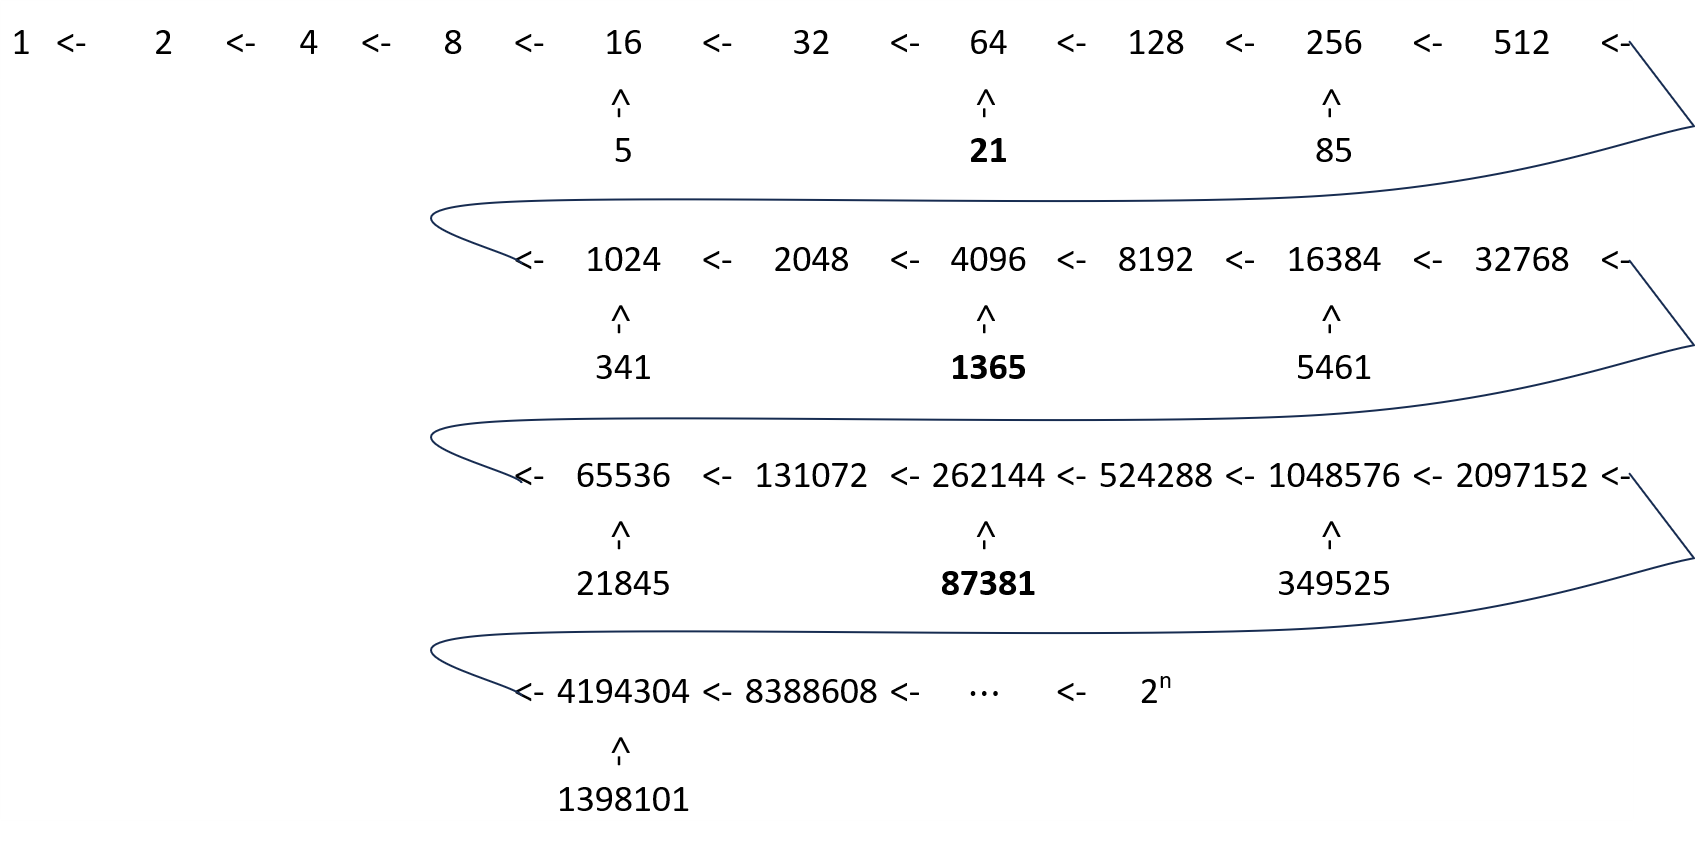 1 <- 2 <- 4 <- 8 <- 16 <- 32 <- 64 <- 128 <- 256 <- 512 <-
^ ^ ^
¦ ¦ ¦
5 21 85
<- 1024 <- 2048 <- 4096 <- 8192 <- 16384 <- 32768 <-
^ ^ ^
¦ ¦ ¦
341 1365 5461
<- 65536 <- 131072 <- 262144 <- 524288 <- 1048576 <- 2097152 <-
^ ^ ^
¦ ¦ ¦
21845 87381 349525
<- 4194304 <- 8388608 <- ⋯ <- 2ⁿ
^
¦
1398101